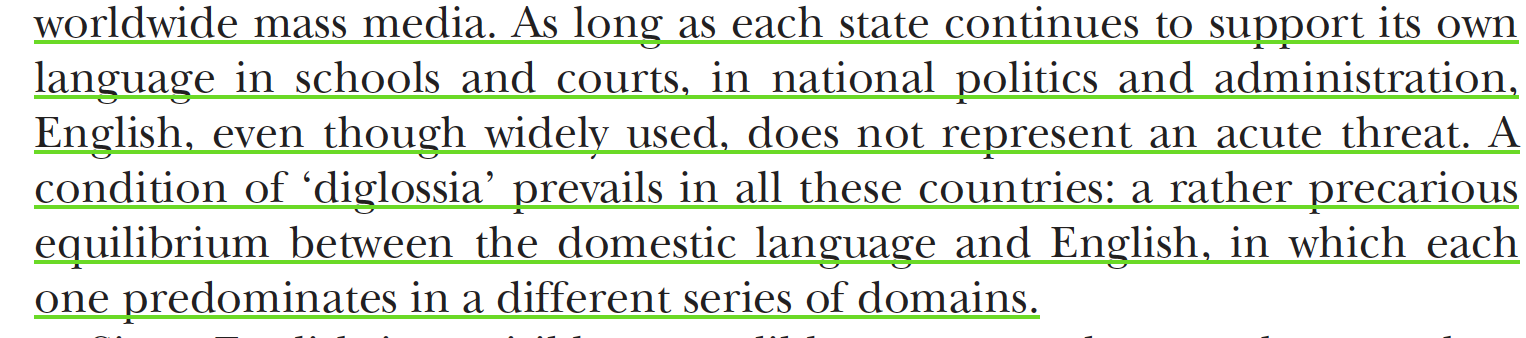 worldwide mass media. As long as each state continues to support its own
language in schools and courts, in national politics and administration,
English, even though widely used, does not represent an acute threat. A
condition of ‘diglossia’ prevails in all these countries: a rather precarious
equilibrium between the domestic language and English, in which each
one predominates in a different series of domains.